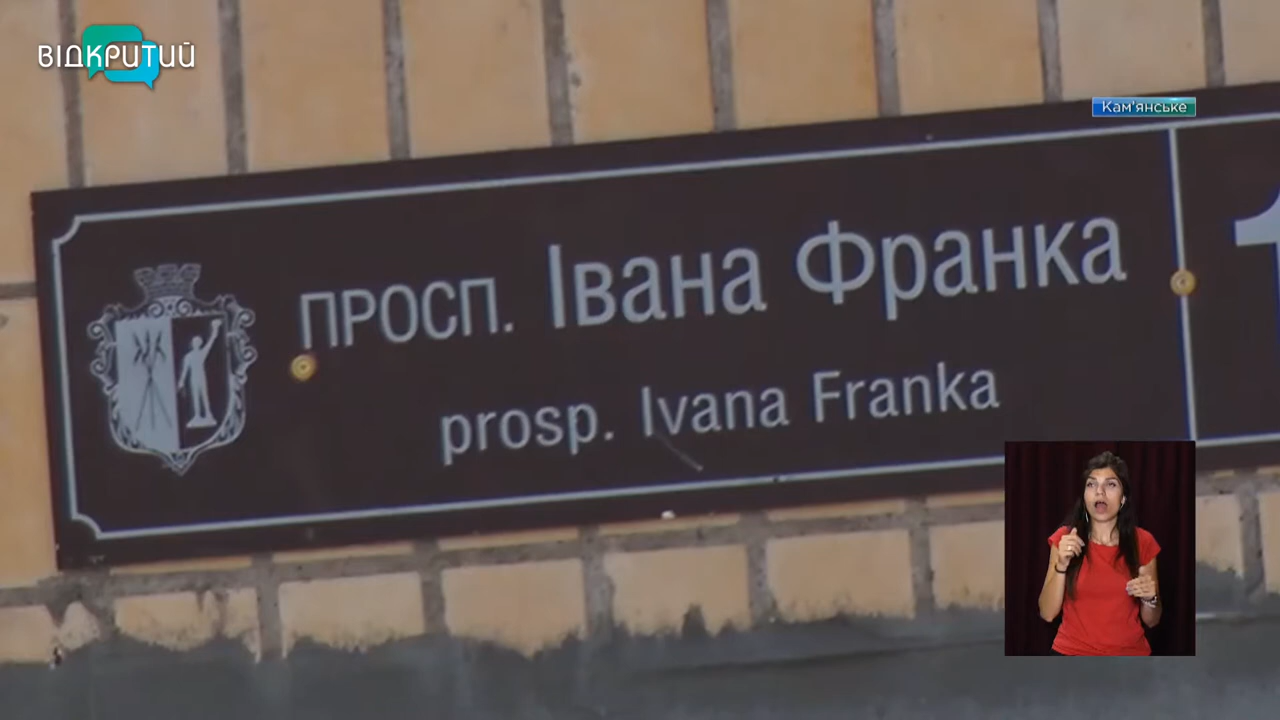 ВІДКРИТИЙ
Кам'янське
просп. Івана Франка
prosp. Ivana Franka